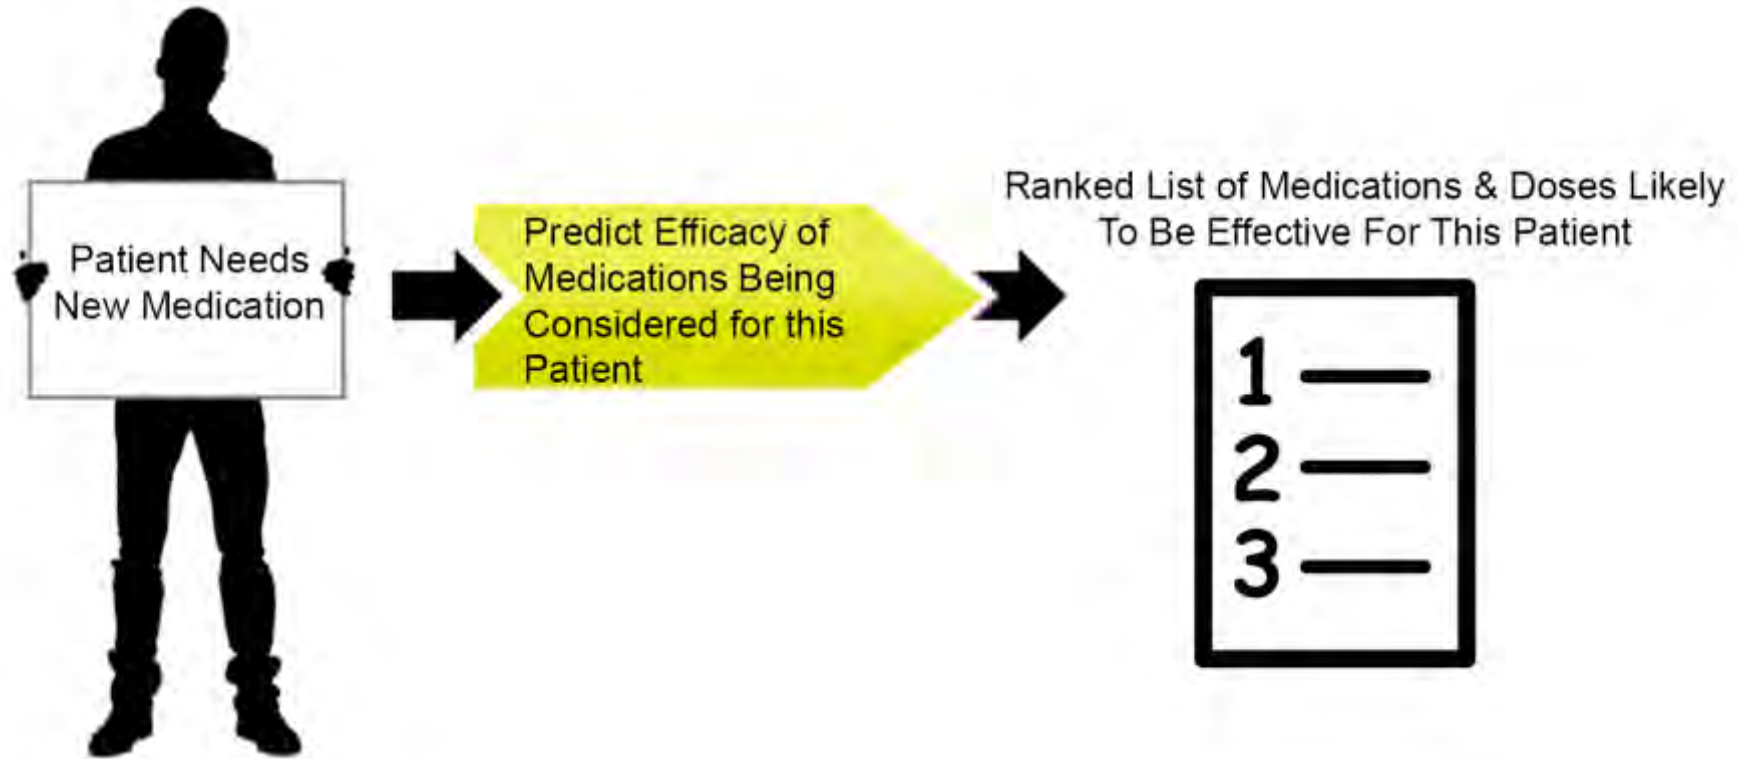 Patient Needs
New Medication
Predict Efficacy of
Medications Being
Considered for this
Patient
Ranked List of Medications & Doses Likely
To Be Effective For This Patient
1
2
3